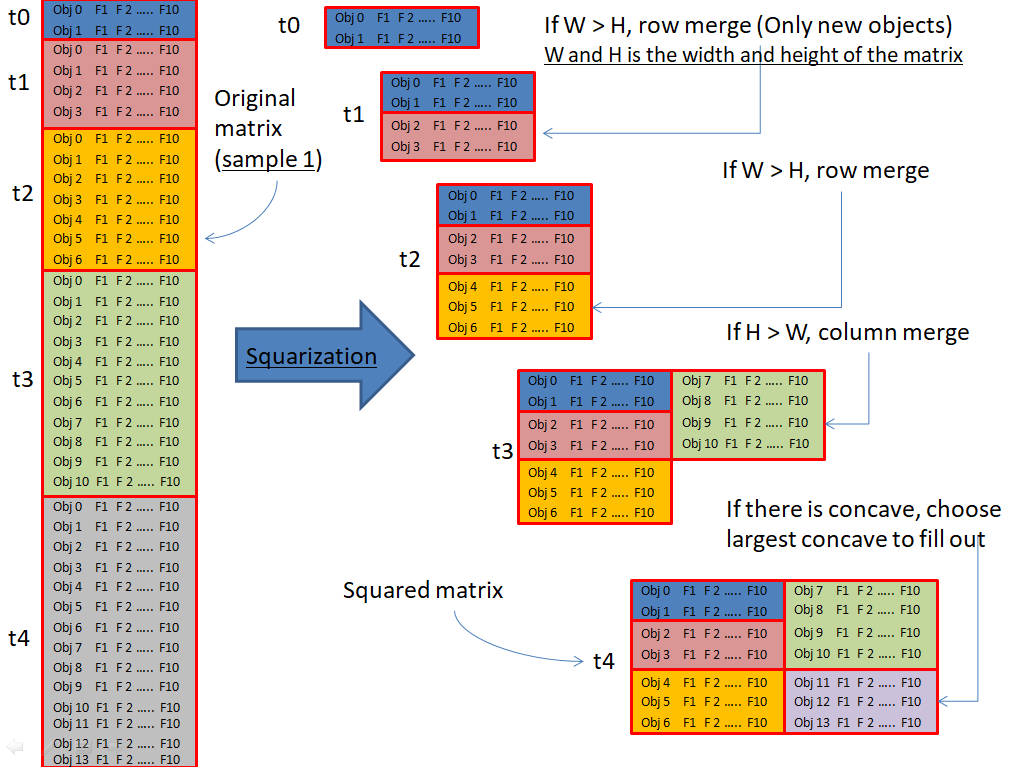 t0
Obj 0 F1 F 2 ..... F10
Obj 1 F1 F 2 ..... F10
t1
Obj 0 F1 F 2 ..... F10
Obj 1 F1 F 2 ..... F10
Obj 2 F1 F 2 ..... F10
Obj 3 F1 F 2 ..... F10
t2
Obj 0 F1 F 2 ..... F10
Obj 1 F1 F 2 ..... F10
Obj 2 F1 F 2 ..... F10
Obj 3 F1 F 2 ..... F10
Obj 4 F1 F 2 ..... F10
Obj 5 F1 F 2 ..... F10
Obj 6 F1 F 2 ..... F10
t3
Obj 0 F1 F 2 ..... F10
Obj 1 F1 F 2 ..... F10
Obj 2 F1 F 2 ..... F10
Obj 3 F1 F 2 ..... F10
Obj 4 F1 F 2 ..... F10
Obj 5 F1 F 2 ..... F10
Obj 6 F1 F 2 ..... F10
Obj 7 F1 F 2 ..... F10
Obj 8 F1 F 2 ..... F10
Obj 9 F1 F 2 ..... F10
Obj 10 F1 F 2 ..... F10
t4
Obj 0 F1 F 2 ..... F10
Obj 1 F1 F 2 ..... F10
Obj 2 F1 F 2 ..... F10
Obj 3 F1 F 2 ..... F10
Obj 4 F1 F 2 ..... F10
Obj 5 F1 F 2 ..... F10
Obj 6 F1 F 2 ..... F10
Obj 7 F1 F 2 ..... F10
Obj 8 F1 F 2 ..... F10
Obj 9 F1 F 2 ..... F10
Obj 10 F1 F 2 ..... F10
Obj 11 F1 F 2 ..... F10
Obj 12 F1 F 2 ..... F10
Obj 13 F1 F 2 ..... F10
Original
matrix
(sample 1)
Squarization
t0
Obj 0 F1 F 2 ..... F10
Obj 1 F1 F 2 ..... F10
If W > H, row merge (Only new objects)
W and H is the width and height of the matrix
t1
Obj 0 F1 F 2 ..... F10
Obj 1 F1 F 2 ..... F10
Obj 2 F1 F 2 ..... F10
Obj 3 F1 F 2 ..... F10
If W > H, row merge
t2
Obj 0 F1 F 2 ..... F10
Obj 1 F1 F 2 ..... F10
Obj 2 F1 F 2 ..... F10
Obj 3 F1 F 2 ..... F10
Obj 4 F1 F 2 ..... F10
Obj 5 F1 F 2 ..... F10
Obj 6 F1 F 2 ..... F10
If H > W, column merge
t3
Obj 0 F1 F 2 ..... F10 Obj 7 F1 F 2 ..... F10
Obj 1 F1 F 2 ..... F10 Obj 8 F1 F 2 ..... F10
Obj 2 F1 F 2 ..... F10 Obj 9 F1 F 2 ..... F10
Obj 3 F1 F 2 ..... F10 Obj 10 F1 F 2 ..... F10
Obj 4 F1 F 2 ..... F10
Obj 5 F1 F 2 ..... F10
Obj 6 F1 F 2 ..... F10
If there is concave, choose
largest concave to fill out
Squared matrix
t4
Obj 0 F1 F 2 ..... F10 Obj 7 F1 F 2 ..... F10
Obj 1 F1 F 2 ..... F10 Obj 8 F1 F 2 ..... F10
Obj 2 F1 F 2 ..... F10 Obj 9 F1 F 2 ..... F10
Obj 3 F1 F 2 ..... F10 Obj 10 F1 F 2 ..... F10
Obj 4 F1 F 2 ..... F10 Obj 11 F1 F 2 ..... F10
Obj 5 F1 F 2 ..... F10 Obj 12 F1 F 2 ..... F10
Obj 6 F1 F 2 ..... F10 Obj 13 F1 F 2 ..... F10